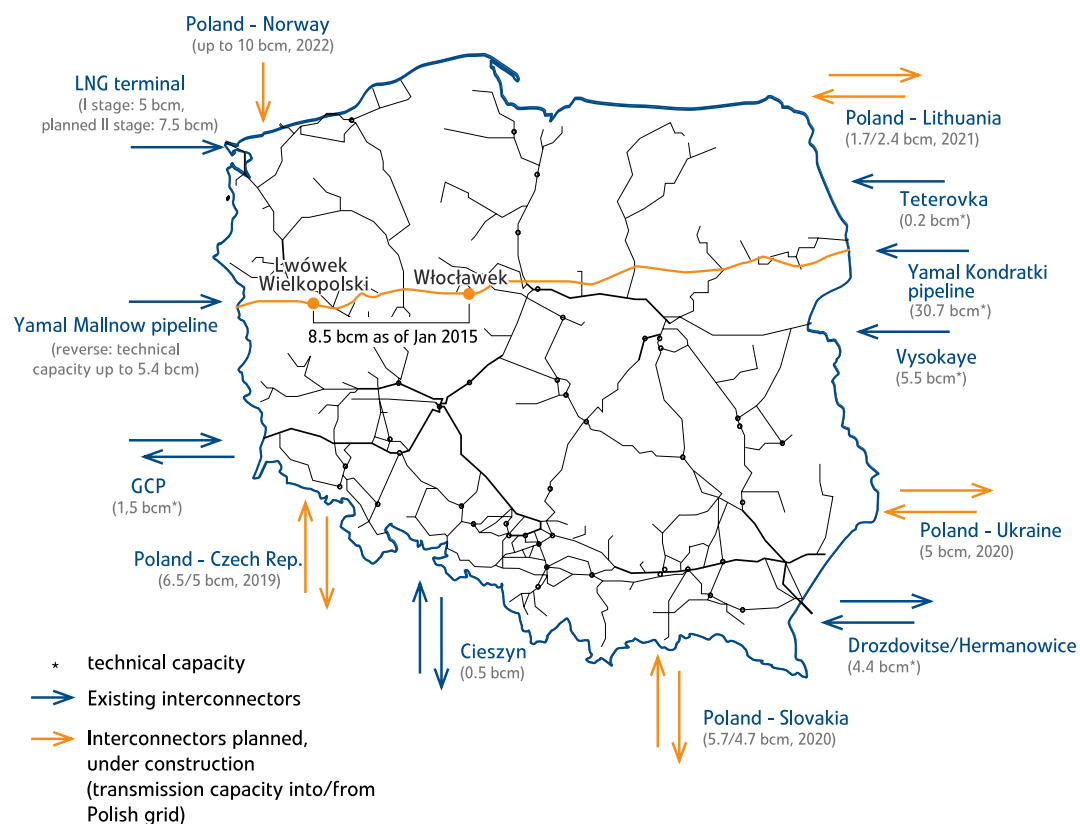 Poland - Norway
(up to 10 bcm, 2022)
LNG terminal
(I stage: 5 bcm,
planned II stage: 7.5 bcm)
Poland - Lithuania
(1.7/2.4 bcm, 2021)
Teterovka
(0.2 bcm*)
Yamal Kondratki
pipeline
(30.7 bcm*)
Lwówek
Wielkopolski
Włocławek
8.5 bcm as of Jan 2015
Yamal Mallnow pipeline
(reverse: technical
capacity up to 5.4 bcm)
Vysokaye
(5.5 bcm*)
GCP
(1,5 bcm*)
Poland - Ukraine
(5 bcm, 2020)
Poland - Czech Rep.
(6.5/5 bcm, 2019)
Cieszyn
(0.5 bcm)
Drozdovitse/Hermanowice
(4.4 bcm*)
Poland - Slovakia
(5.7/4.7 bcm, 2020)
* technical capacity
Existing interconnectors
Interconnectors planned,
under construction
(transmission capacity into/from
Polish grid)